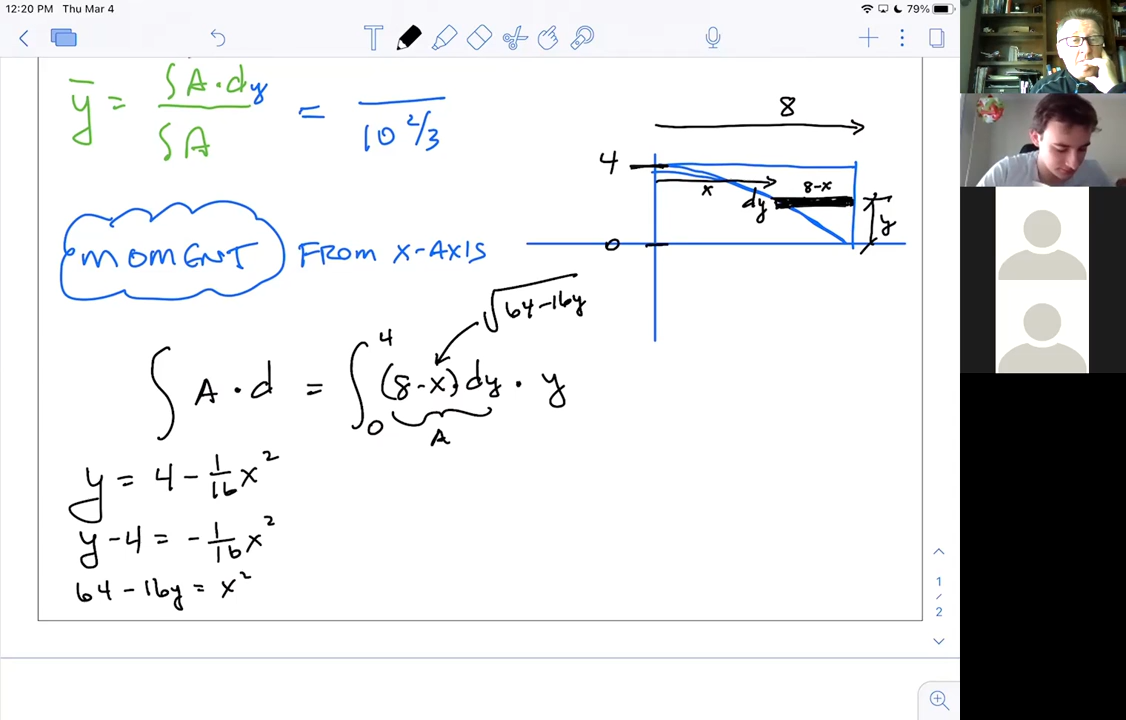 12:20 PM Thu Mar 4
79%
T
ȳ = ∫A·dy / ∫A = / 10 2/3
8
4
x
dy
8-x
y
0
MOMENT FROM X-AXIS
√64-16y
∫ A · d = ∫₀⁴ (8-x) dy · y
A
y = 4 - 1/16 x²
y - 4 = - 1/16 x²
64 - 16y = x²
1
/
2